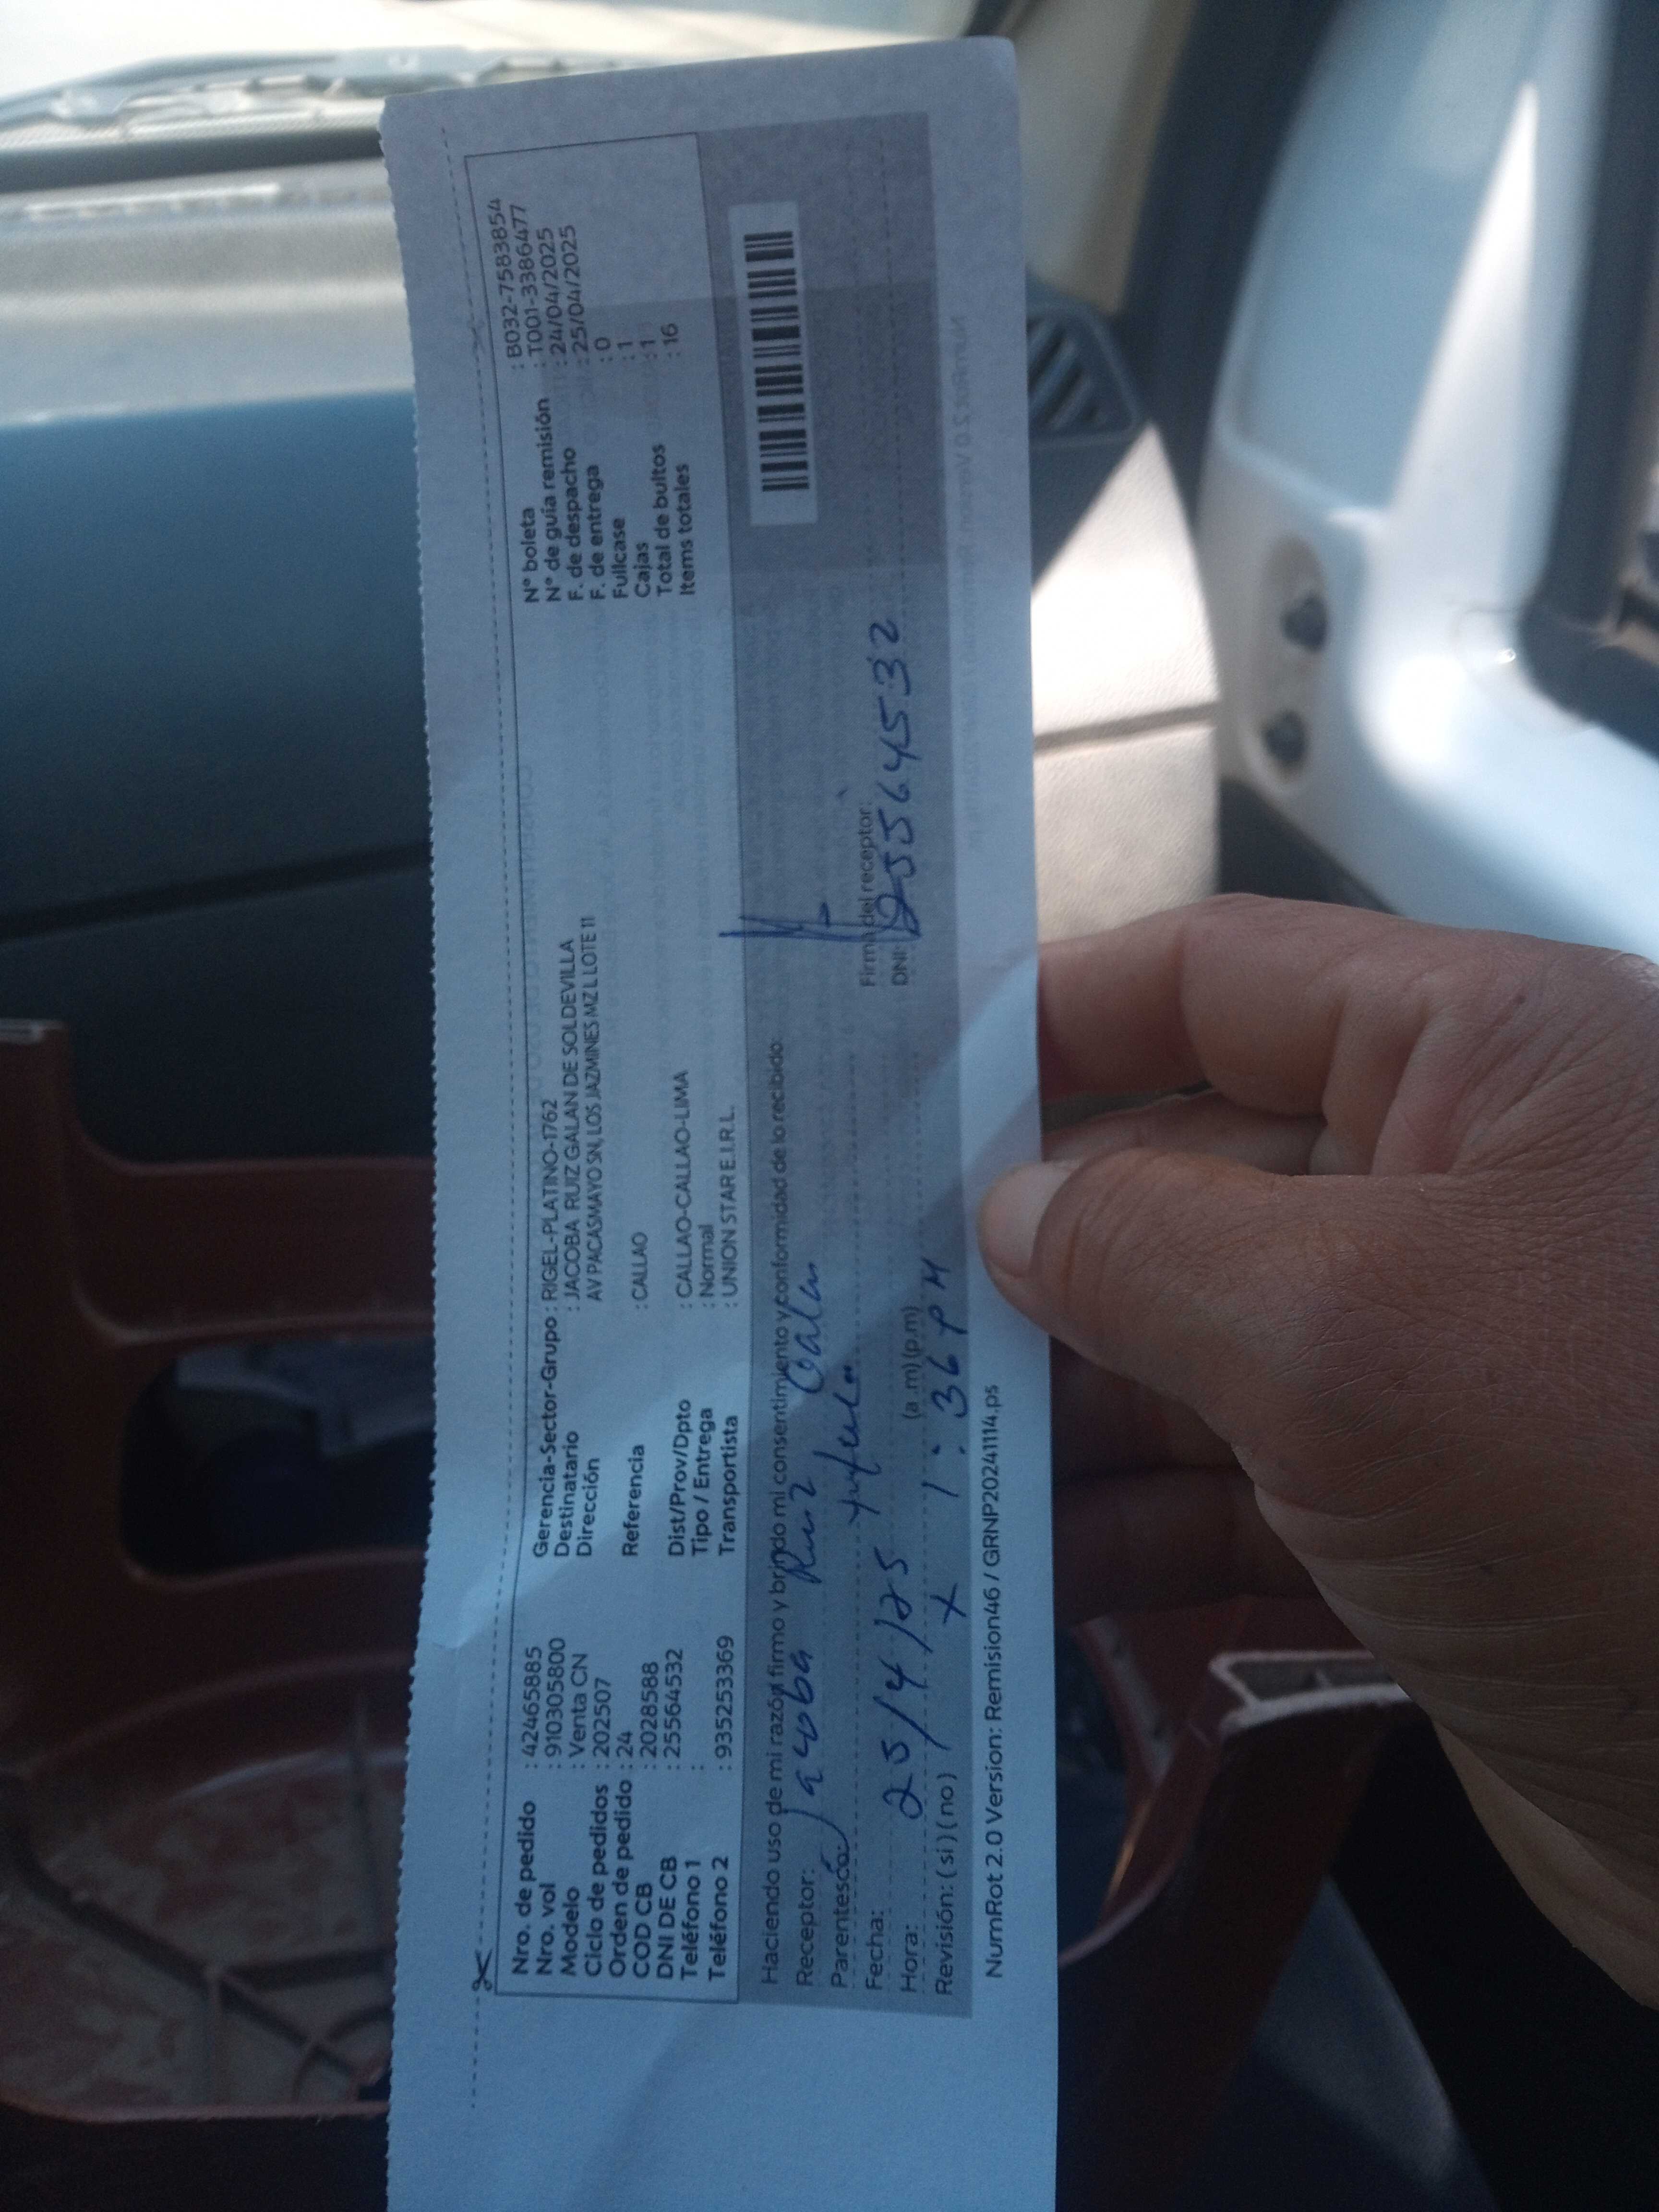 Nro. de pedido : 42465885
Nro. vol : 910305800
Modelo : Venta CN
Ciclo de pedidos : 202507
Orden de pedido : 24
COD CB : 2028588
DNI DE CB : 25564532
Teléfono 1 :
Teléfono 2 : 935253369
Gerencia-Sector-Grupo : RIGEL-PLATINO-1762
Destinatario : JACOBA RUIZ GALAN DE SOLDEVILLA
Dirección AV PACASMAYO SN, LOS JAZMINES MZ L LOTE 11
Referencia : CALLAO
Dist/Prov/Dpto : CALLAO-CALLAO-LIMA
Tipo / Entrega : Normal
Transportista : UNION STAR E.I.R.L.
N° boleta : B032-7583854
N° de guía remisión : T001-3386477
F. de despacho : 24/04/2025
F. de entrega : 25/04/2025
Fullcase : 0
Cajas : 1
Total de bultos : 1
Items totales : 16
Haciendo uso de mi razón firmo y brindo mi consentimiento y conformidad de lo recibido:
Receptor: Jacoba Ruiz Galan
Parentesco:
Fecha: 25/4/25
Hora: (a.m) (p.m) 1:36 PM
Revisión: (si) (no) X
Firma del receptor:
DNI: 25564532
NumRot 2.0 Version: Remision46 / GRNP20241114.ps